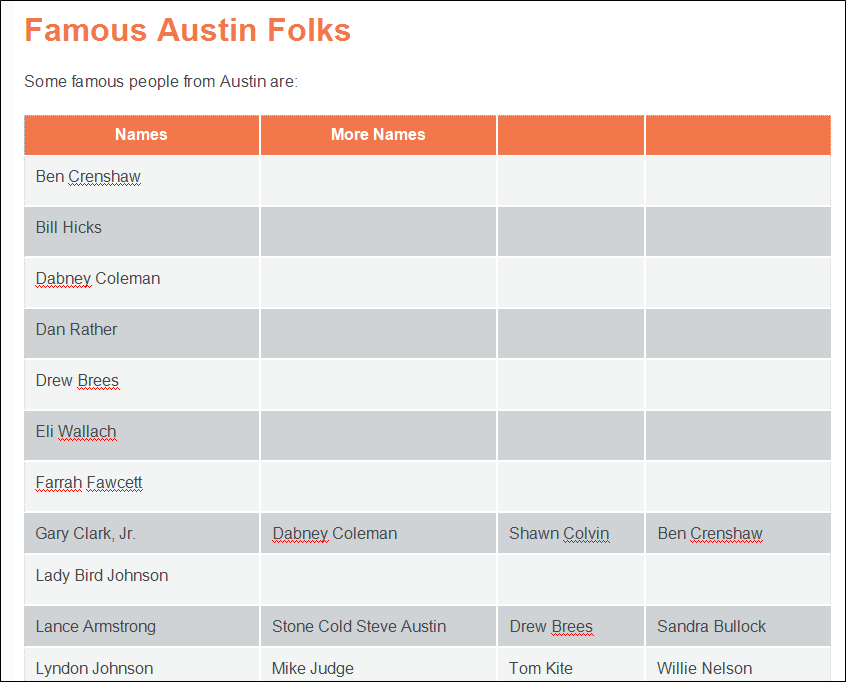 Famous Austin Folks
Some famous people from Austin are:
Names More Names
Ben Crenshaw
Bill Hicks
Dabney Coleman
Dan Rather
Drew Brees
Eli Wallach
Farrah Fawcett
Gary Clark, Jr. Dabney Coleman Shawn Colvin Ben Crenshaw
Lady Bird Johnson
Lance Armstrong Stone Cold Steve Austin Drew Brees Sandra Bullock
Lyndon Johnson Mike Judge Tom Kite Willie Nelson